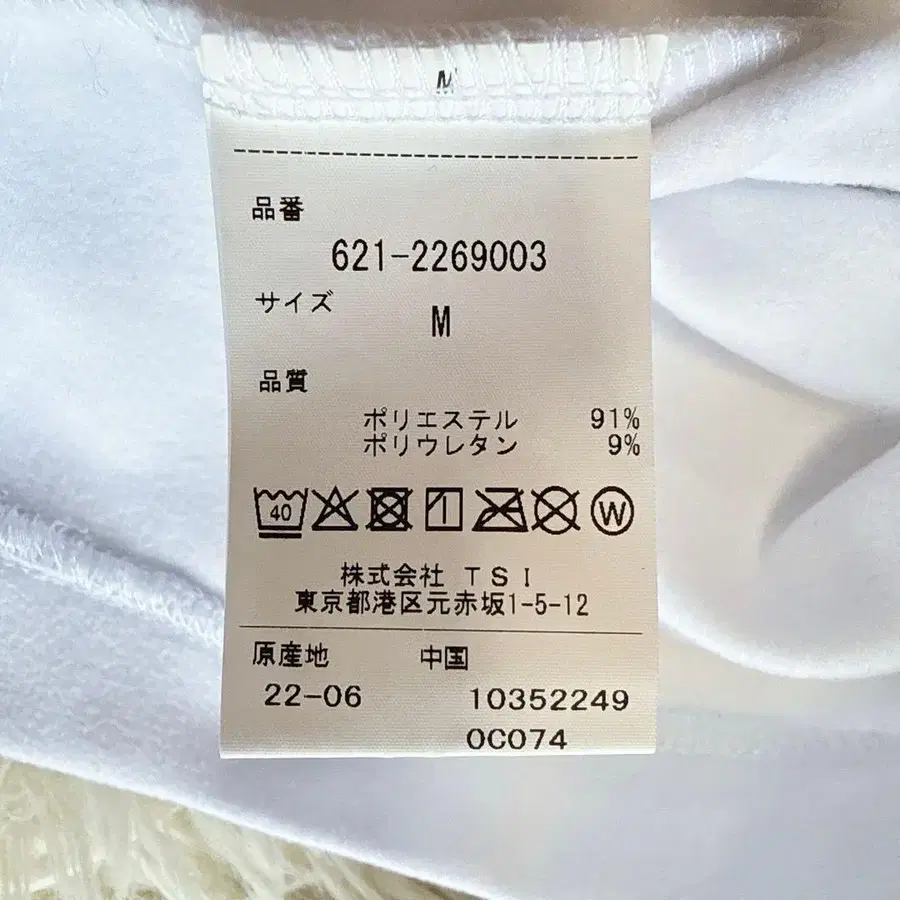 M
品番
621-2269003
サイズ
M
品質
ポリエステル 91%
ポリウレタン 9%
40 W
株式会社 TSI
東京都港区元赤坂1-5-12
原産地 中国
22-06 10352249
0C074